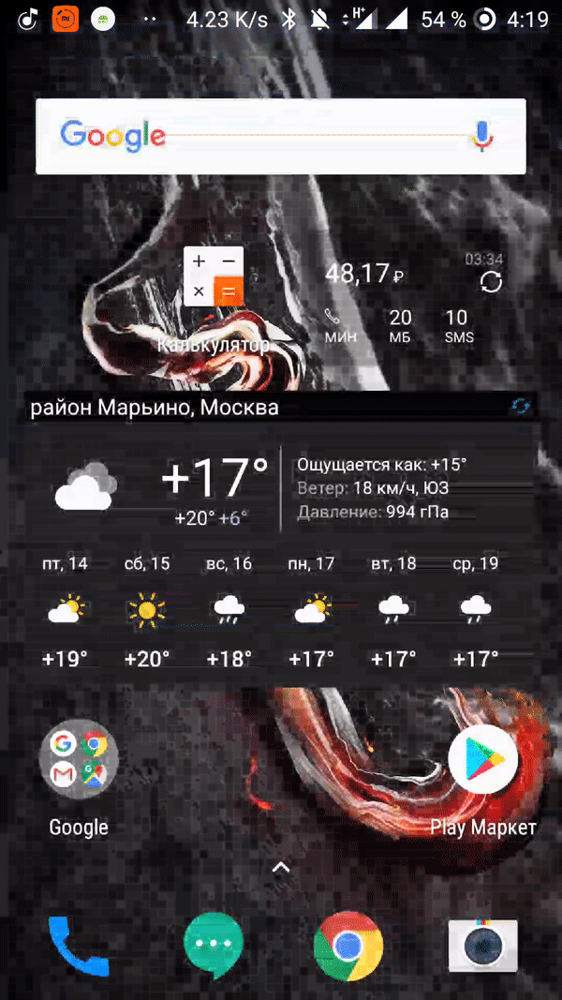 4.23 K/s H+ 54 % 4:19
Google
+ −
× =
Калькулятор
48,17 ₽ 03:34
20 10
МИН МБ SMS
район Марьино, Москва
+17°
+20° +6°
Ощущается как: +15°
Ветер: 18 км/ч, ЮЗ
Давление: 994 гПа
пт, 14 сб, 15 вс, 16 пн, 17 вт, 18 ср, 19
+19° +20° +18° +17° +17° +17°
Google Play Маркет